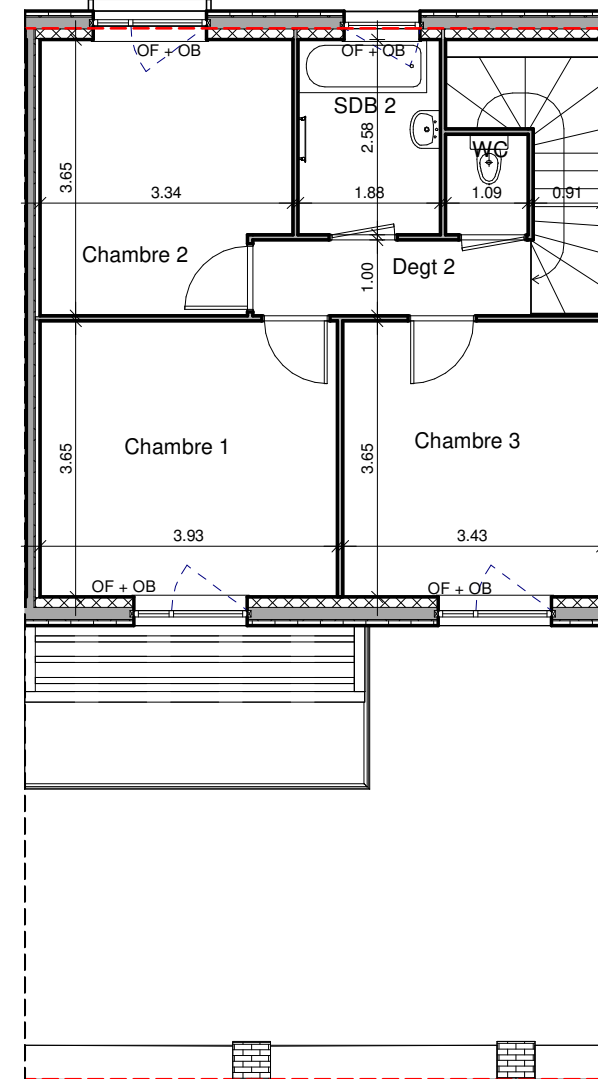 OF + OB
OF + OB
SDB 2
2.58
WC
3.65
3.34
1.88
1.09
0.91
Chambre 2
Degt 2
1.00
Chambre 1
Chambre 3
3.65
3.65
3.93
3.43
OF + OB
OF + OB